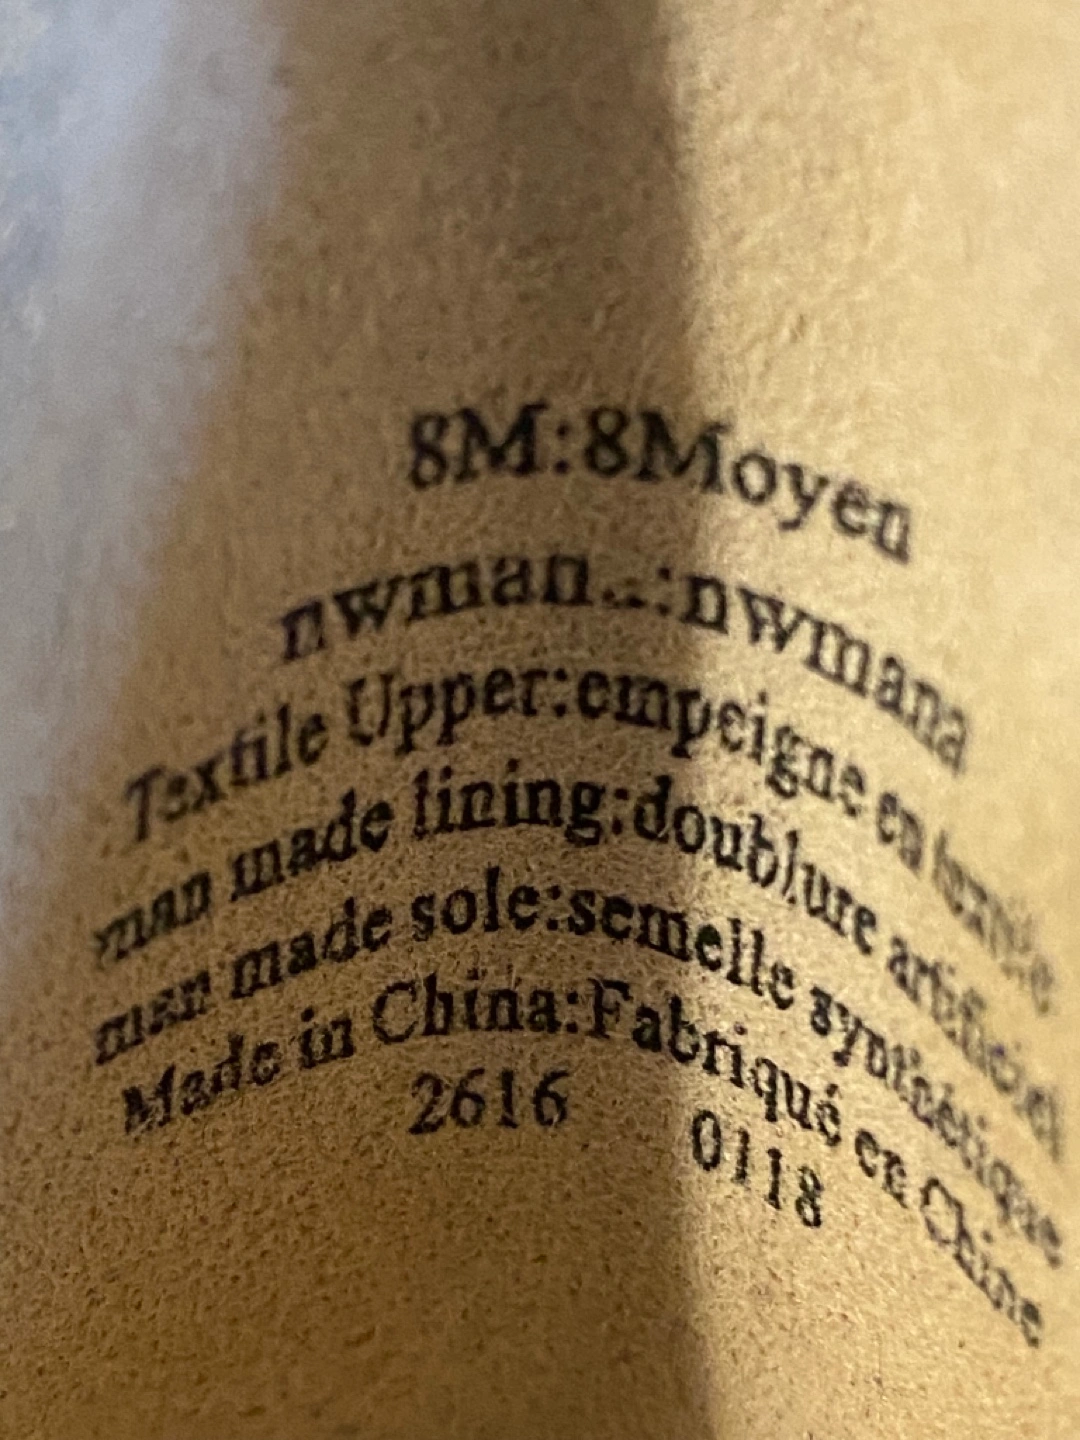 8M:8Moyen
nwman...:nwmana
Textile Upper:empeigne en textile
man made lining:doublure artificiel
man made sole:semelle synthétique
Made in China:Fabriqué en Chine
2616 0118